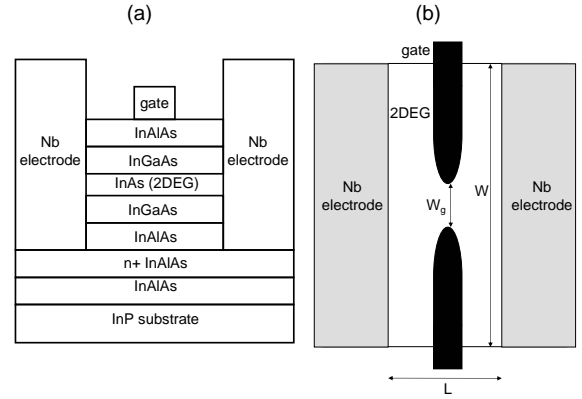 (a)
gate
Nb
electrode
InAlAs
InGaAs
InAs (2DEG)
InGaAs
InAlAs
Nb
electrode
n+ InAlAs
InAlAs
InP substrate
(b)
gate
2DEG
Nb
electrode
Wg
W
Nb
electrode
L